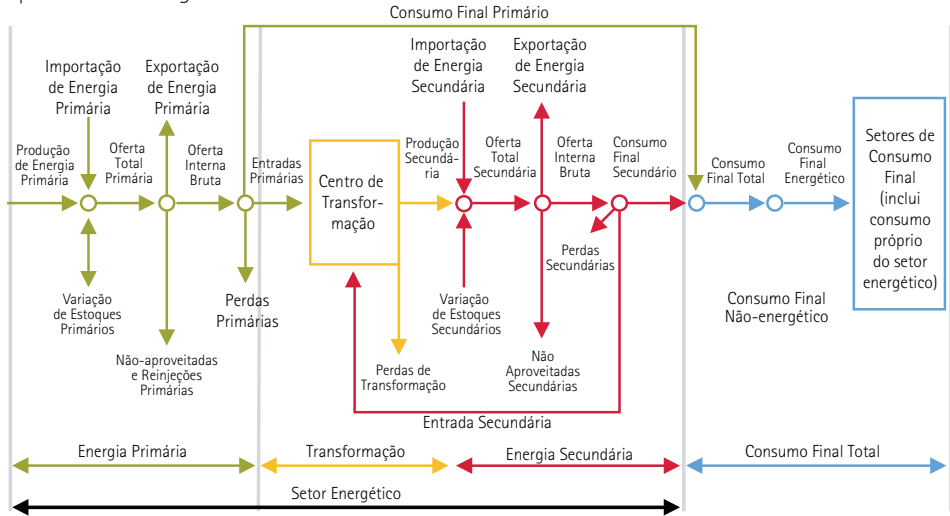 Consumo Final Primário
Importação
de Energia
Primária
Exportação
de Energia
Primária
Importação
de Energia
Secundária
Exportação
de Energia
Secundária
Produção
de Energia
Primária
Oferta
Total
Primária
Oferta
Interna
Bruta
Entradas
Primárias
Centro de
Transfor-
mação
Produção
Secundá-
ria
Oferta
Total
Secundária
Oferta
Interna
Bruta
Consumo
Final
Secundário
Consumo
Final Total
Consumo
Final
Energético
Setores de
Consumo
Final
(inclui
consumo
próprio
do setor
energético)
Variação
de Estoques
Primários
Perdas
Primárias
Não-aproveitadas
e Reinjeções
Primárias
Perdas de
Transformação
Variação
de Estoques
Secundários
Perdas
Secundárias
Não
Aproveitadas
Secundárias
Consumo Final
Não-energético
Entrada Secundária
Energia Primária
Transformação
Energia Secundária
Consumo Final Total
Setor Energético